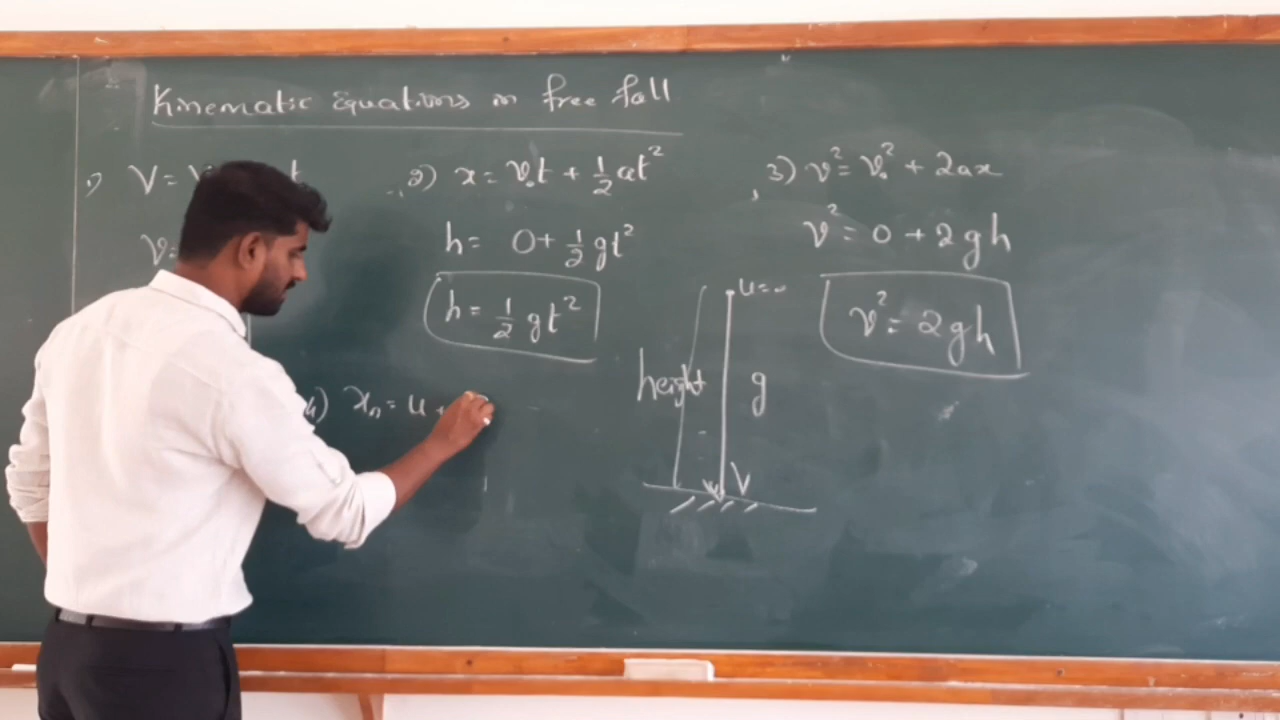 Kinematic Equations in free fall
1) V = V t
V =
2) x = v₀t + ½at²
h = 0 + ½gt²
h = ½gt²
3) v² = v₀² + 2ax
v² = 0 + 2gh
v² = 2gh
u = 0
height g
V
4) xₙ = u +